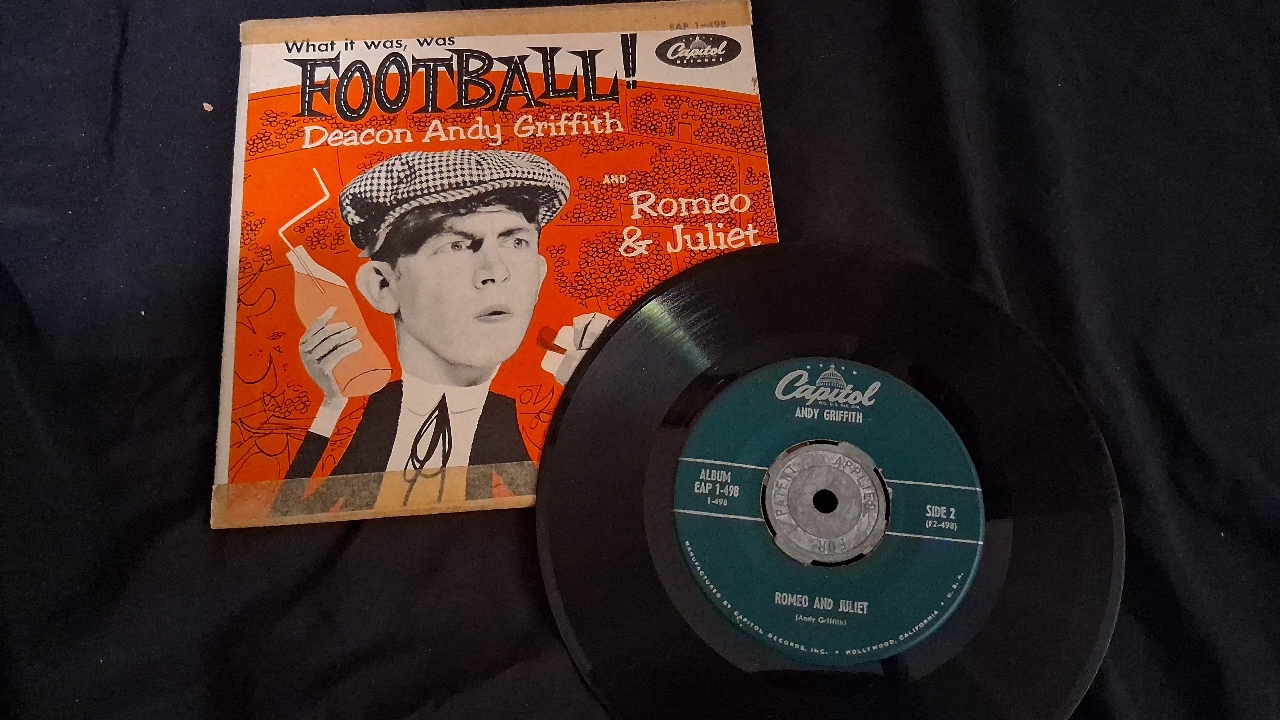 EAP 1-498
What it was, was
FOOTBALL!
Capitol
RECORDS
Deacon Andy Griffith
AND
Romeo
& Juliet
Capitol
ANDY GRIFFITH
ALBUM
EAP 1-498
1-498
SIDE 2
(F2-498)
PATENT APPLIED FOR
ROMEO AND JULIET
(Andy Griffith)
MANUFACTURED BY CAPITOL RECORDS, INC. • HOLLYWOOD, CALIFORNIA • U.S.A.